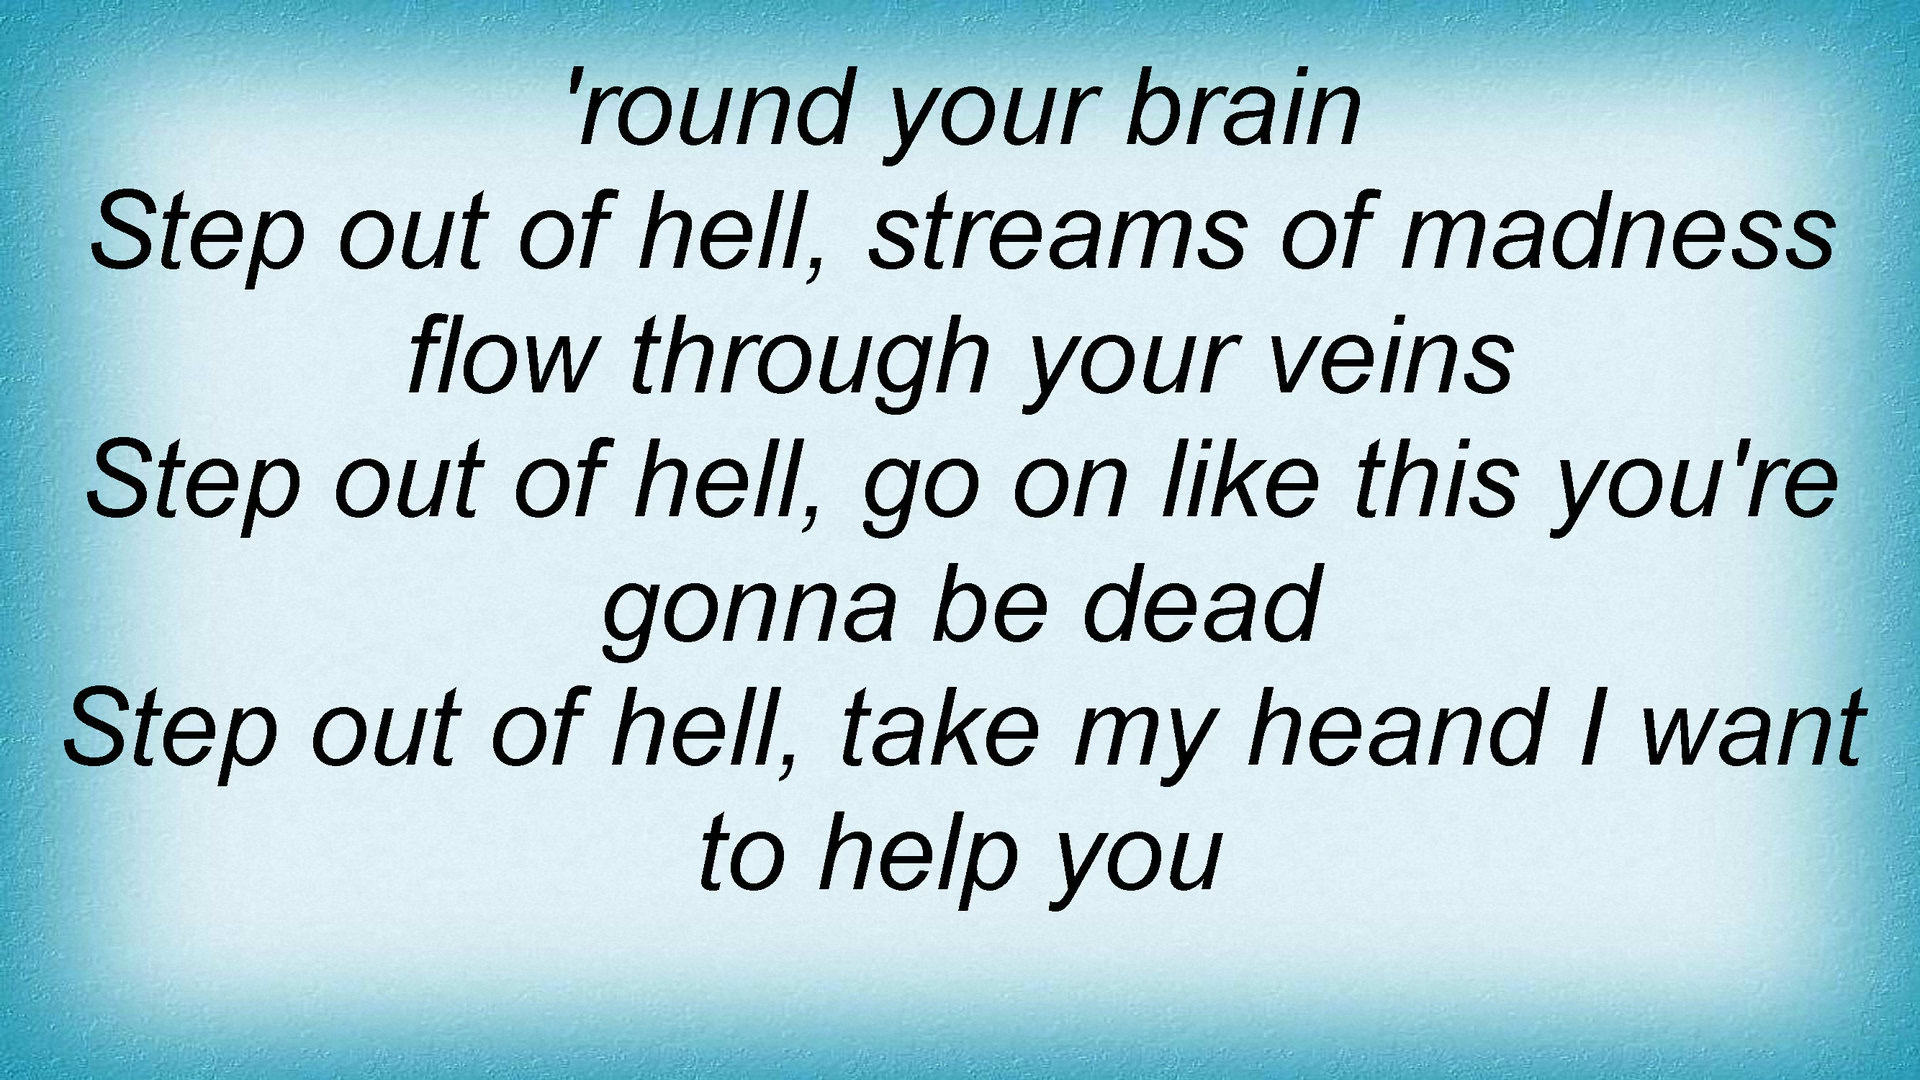 'round your brain
Step out of hell, streams of madness
flow through your veins
Step out of hell, go on like this you're
gonna be dead
Step out of hell, take my heand I want
to help you